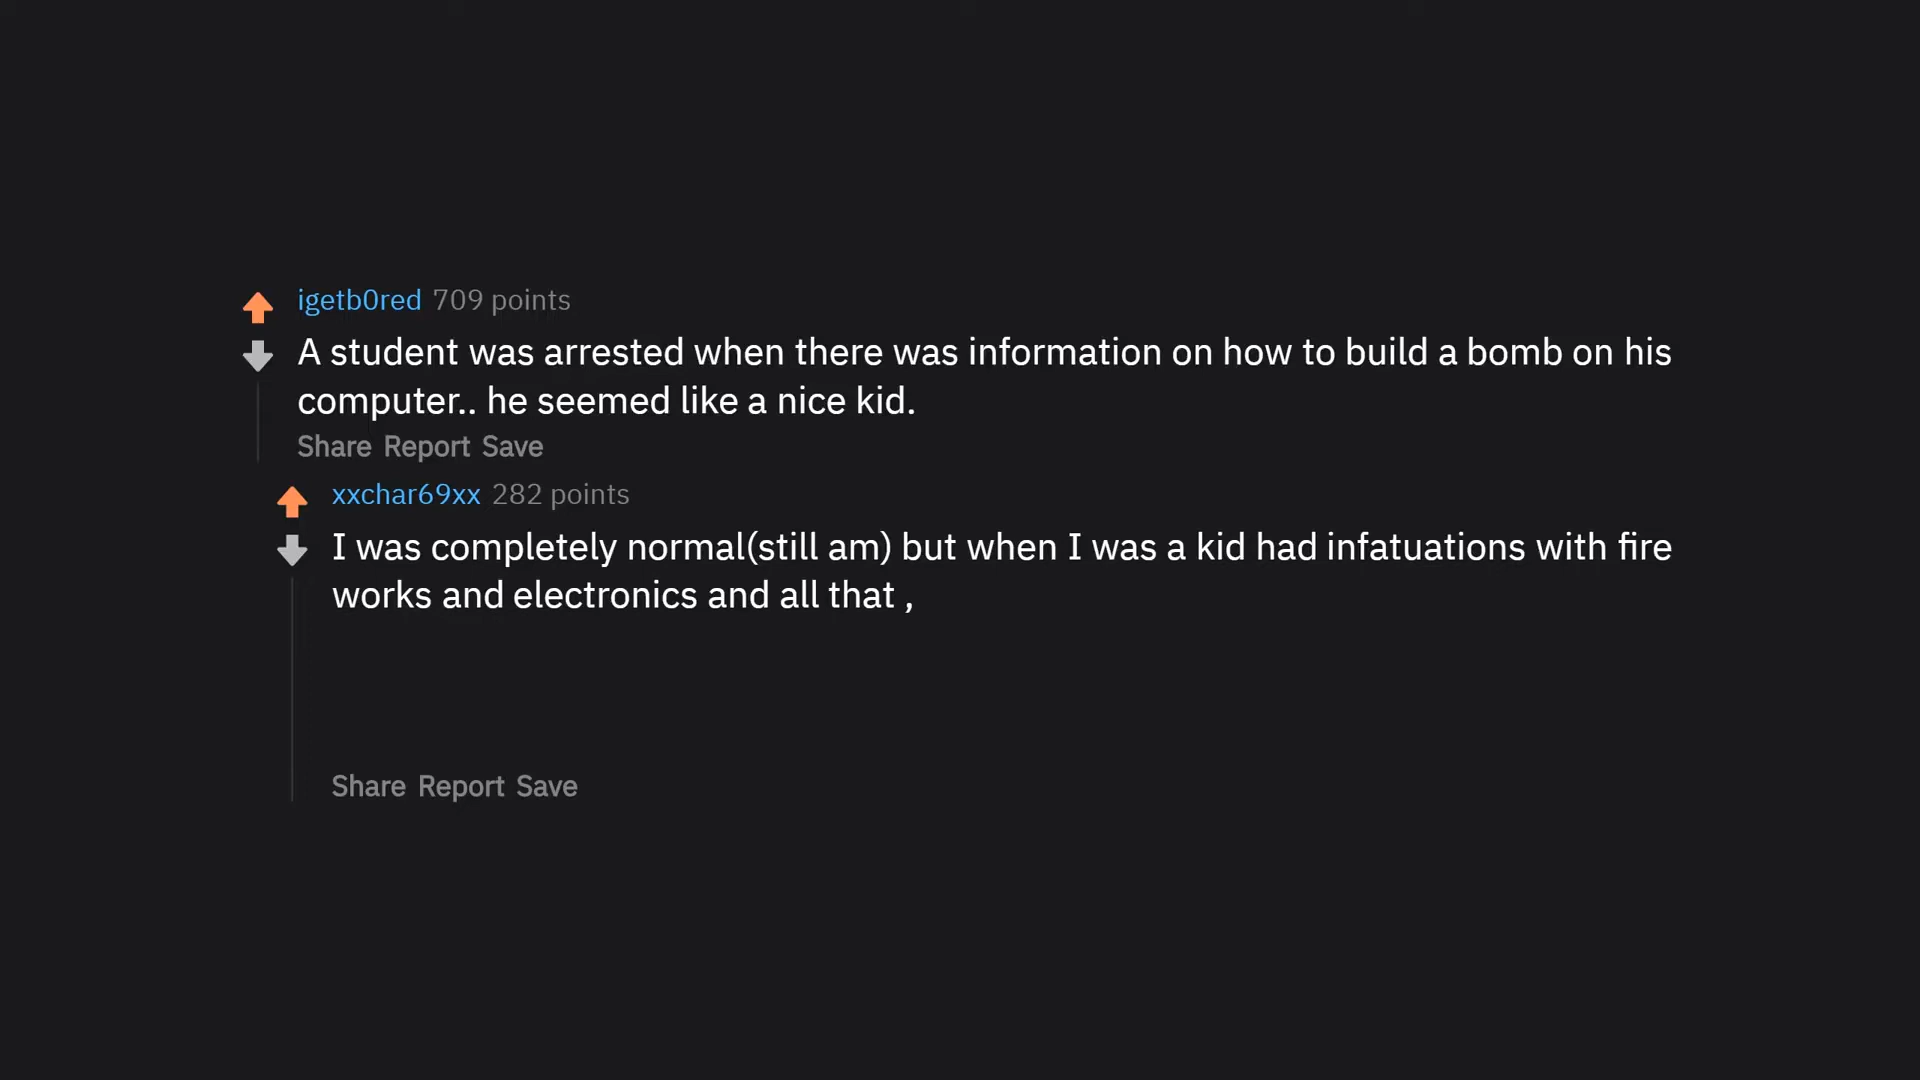 igetb0red 709 points
A student was arrested when there was information on how to build a bomb on his
computer.. he seemed like a nice kid.
Share Report Save
xxchar69xx 282 points
I was completely normal(still am) but when I was a kid had infatuations with fire
works and electronics and all that ,
Share Report Save